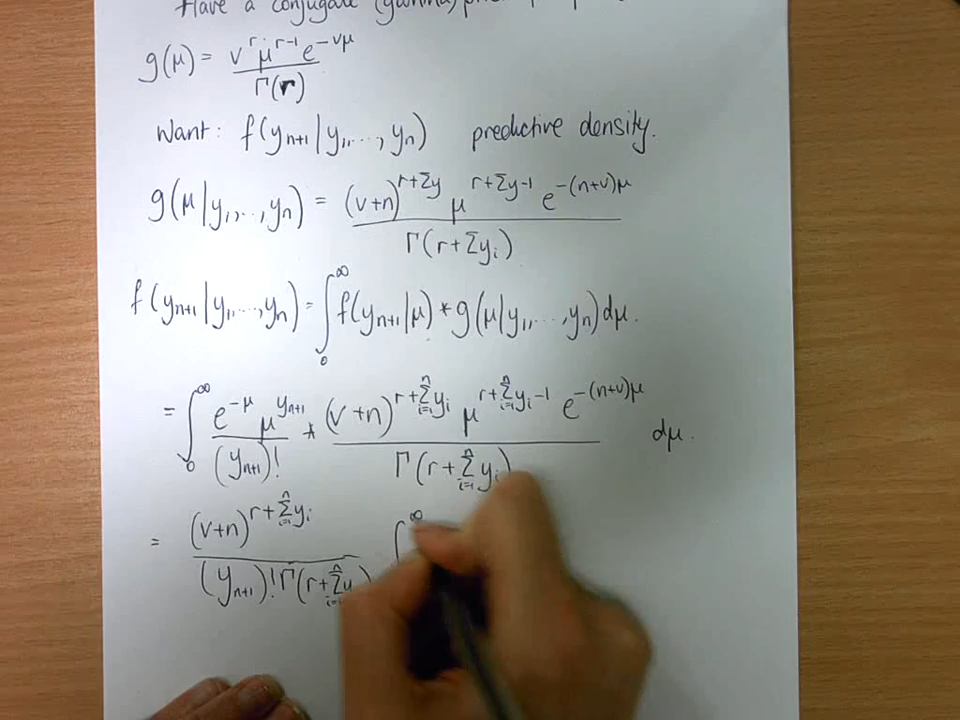 Have a conjugate (gamma) prior
g(μ) = v^r μ^{r-1} e^{-vμ} / Γ(r)
Want: f(y_{n+1} | y_1, ..., y_n) predictive density.
g(μ | y_1, ..., y_n) = (v+n)^{r+Σy} μ^{r+Σy-1} e^{-(n+v)μ} / Γ(r+Σy_i)
f(y_{n+1} | y_1, ..., y_n) = ∫_0^∞ f(y_{n+1} | μ) * g(μ | y_1, ..., y_n) dμ.
= ∫_0^∞ e^{-μ} μ^{y_{n+1}} / (y_{n+1})! * (v+n)^{r+Σ_{i=1}^n y_i} μ^{r+Σ_{i=1}^n y_i-1} e^{-(n+v)μ} / Γ(r+Σ_{i=1}^n y_i) dμ.
= (v+n)^{r+Σ_{i=1}^n y_i} / (y_{n+1})! Γ(r+Σ_{i=1}^n y ∫^∞